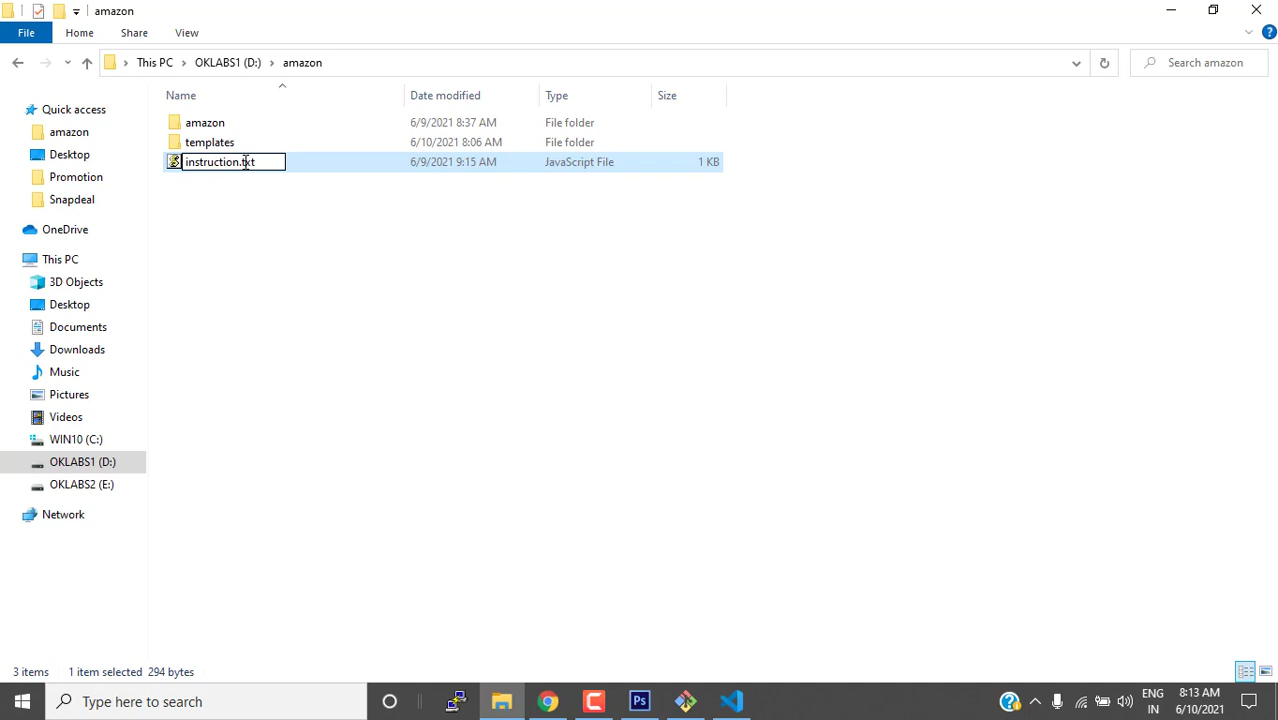 amazon
File
Home
Share
View
This PC
OKLABS1 (D:)
amazon
Search amazon
Name
Date modified
Type
Size
Quick access
amazon
Desktop
Promotion
Snapdeal
OneDrive
This PC
3D Objects
Desktop
Documents
Downloads
Music
Pictures
Videos
WIN10 (C:)
OKLABS1 (D:)
OKLABS2 (E:)
Network
amazon 6/9/2021 8:37 AM File folder
templates 6/10/2021 8:06 AM File folder
instruction.txt 6/9/2021 9:15 AM JavaScript File 1 KB
3 items 1 item selected 294 bytes
Type here to search
Ps
ENG
IN
8:13 AM
6/10/2021